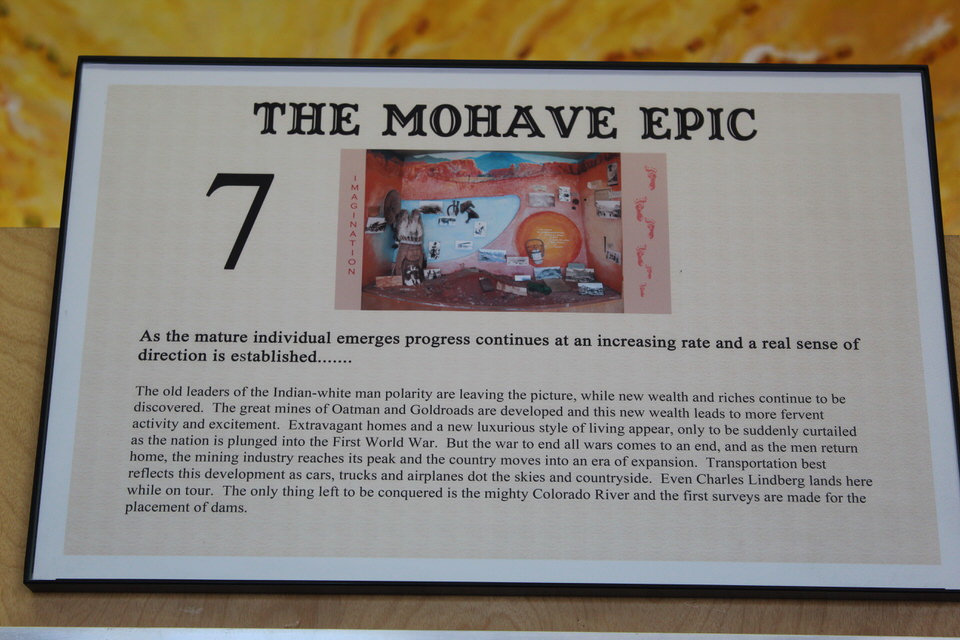 THE MOHAVE EPIC
7
IMAGINATION
As the mature individual emerges progress continues at an increasing rate and a real sense of
direction is established.......
The old leaders of the Indian-white man polarity are leaving the picture, while new wealth and riches continue to be
discovered. The great mines of Oatman and Goldroads are developed and this new wealth leads to more fervent
activity and excitement. Extravagant homes and a new luxurious style of living appear, only to be suddenly curtailed
as the nation is plunged into the First World War. But the war to end all wars comes to an end, and as the men return
home, the mining industry reaches its peak and the country moves into an era of expansion. Transportation best
reflects this development as cars, trucks and airplanes dot the skies and countryside. Even Charles Lindberg lands here
while on tour. The only thing left to be conquered is the mighty Colorado River and the first surveys are made for the
placement of dams.